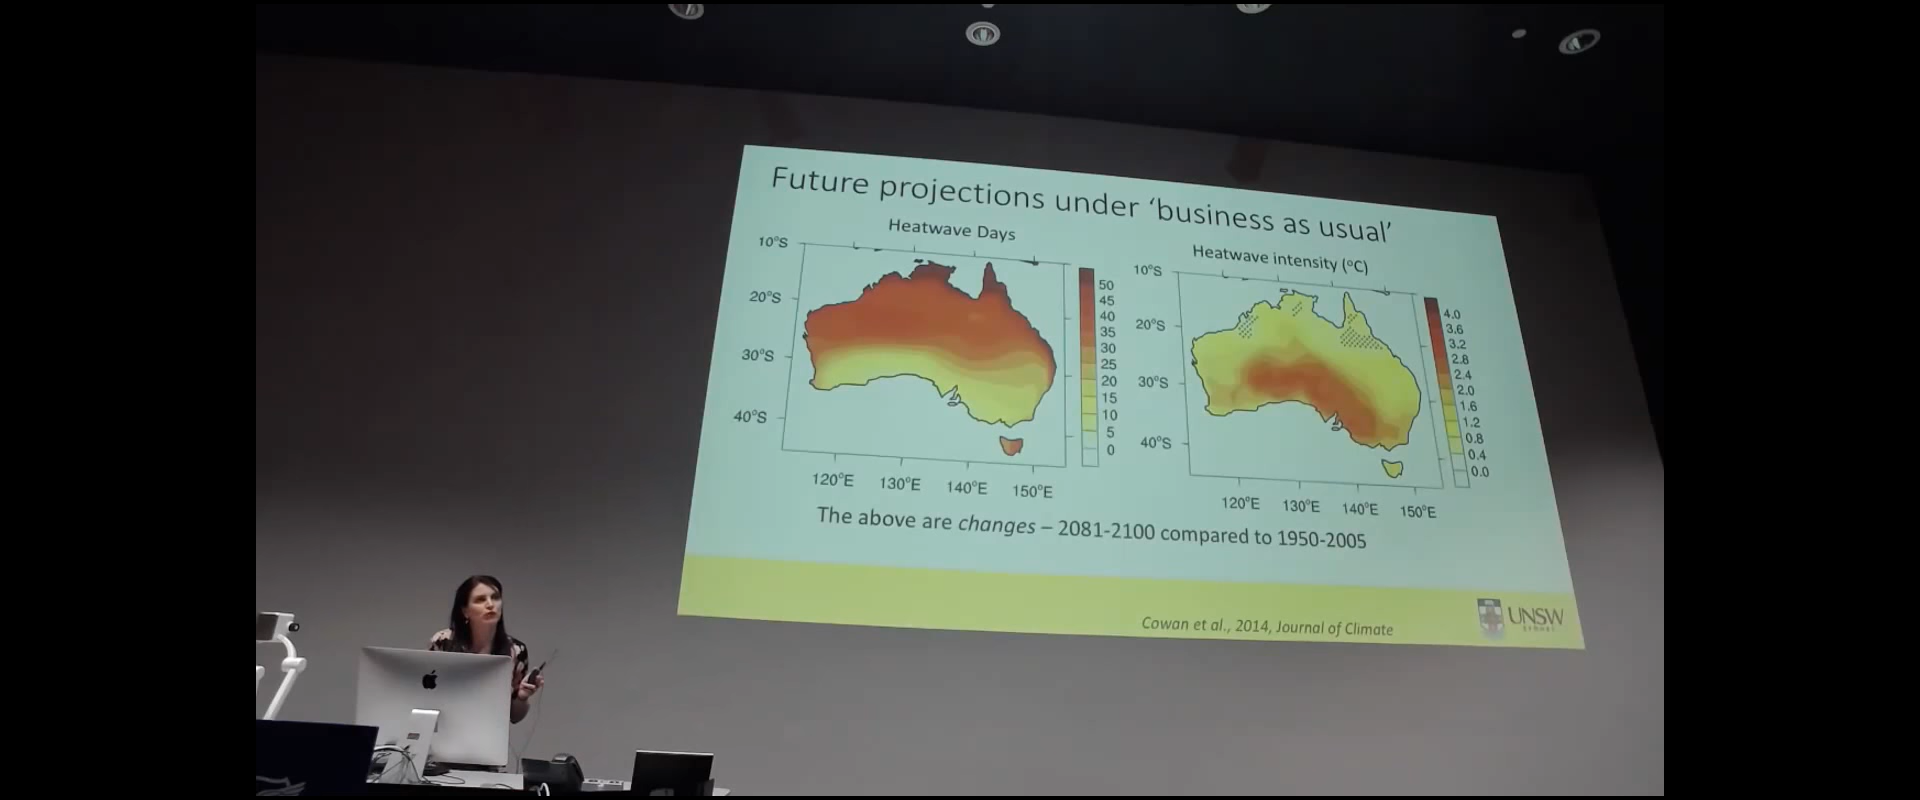 Future projections under ‘business as usual’
Heatwave Days
10°S
20°S
30°S
40°S
120°E 130°E 140°E 150°E
50
45
40
35
30
25
20
15
10
5
0
Heatwave intensity (°C)
10°S
20°S
30°S
40°S
120°E 130°E 140°E 150°E
4.0
3.6
3.2
2.8
2.4
2.0
1.6
1.2
0.8
0.4
0.0
The above are changes – 2081-2100 compared to 1950-2005
Cowan et al., 2014, Journal of Climate
UNSW